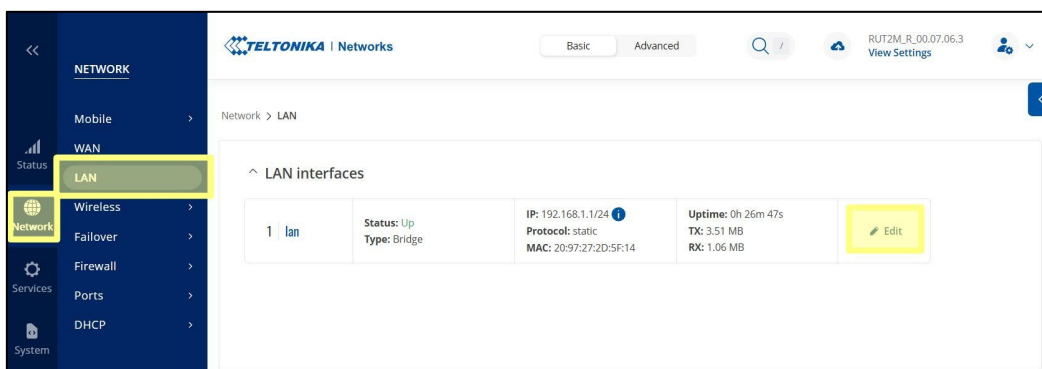 TELTONIKA | Networks
Basic Advanced
/
RUT2M_R_00.07.06.3
View Settings
NETWORK
Mobile
WAN
LAN
Wireless
Failover
Firewall
Ports
DHCP
Status
Network
Services
System
Network > LAN
LAN interfaces
1 lan
Status: Up
Type: Bridge
IP: 192.168.1.1/24 i
Protocol: static
MAC: 20:97:27:2D:5F:14
Uptime: 0h 26m 47s
TX: 3.51 MB
RX: 1.06 MB
Edit